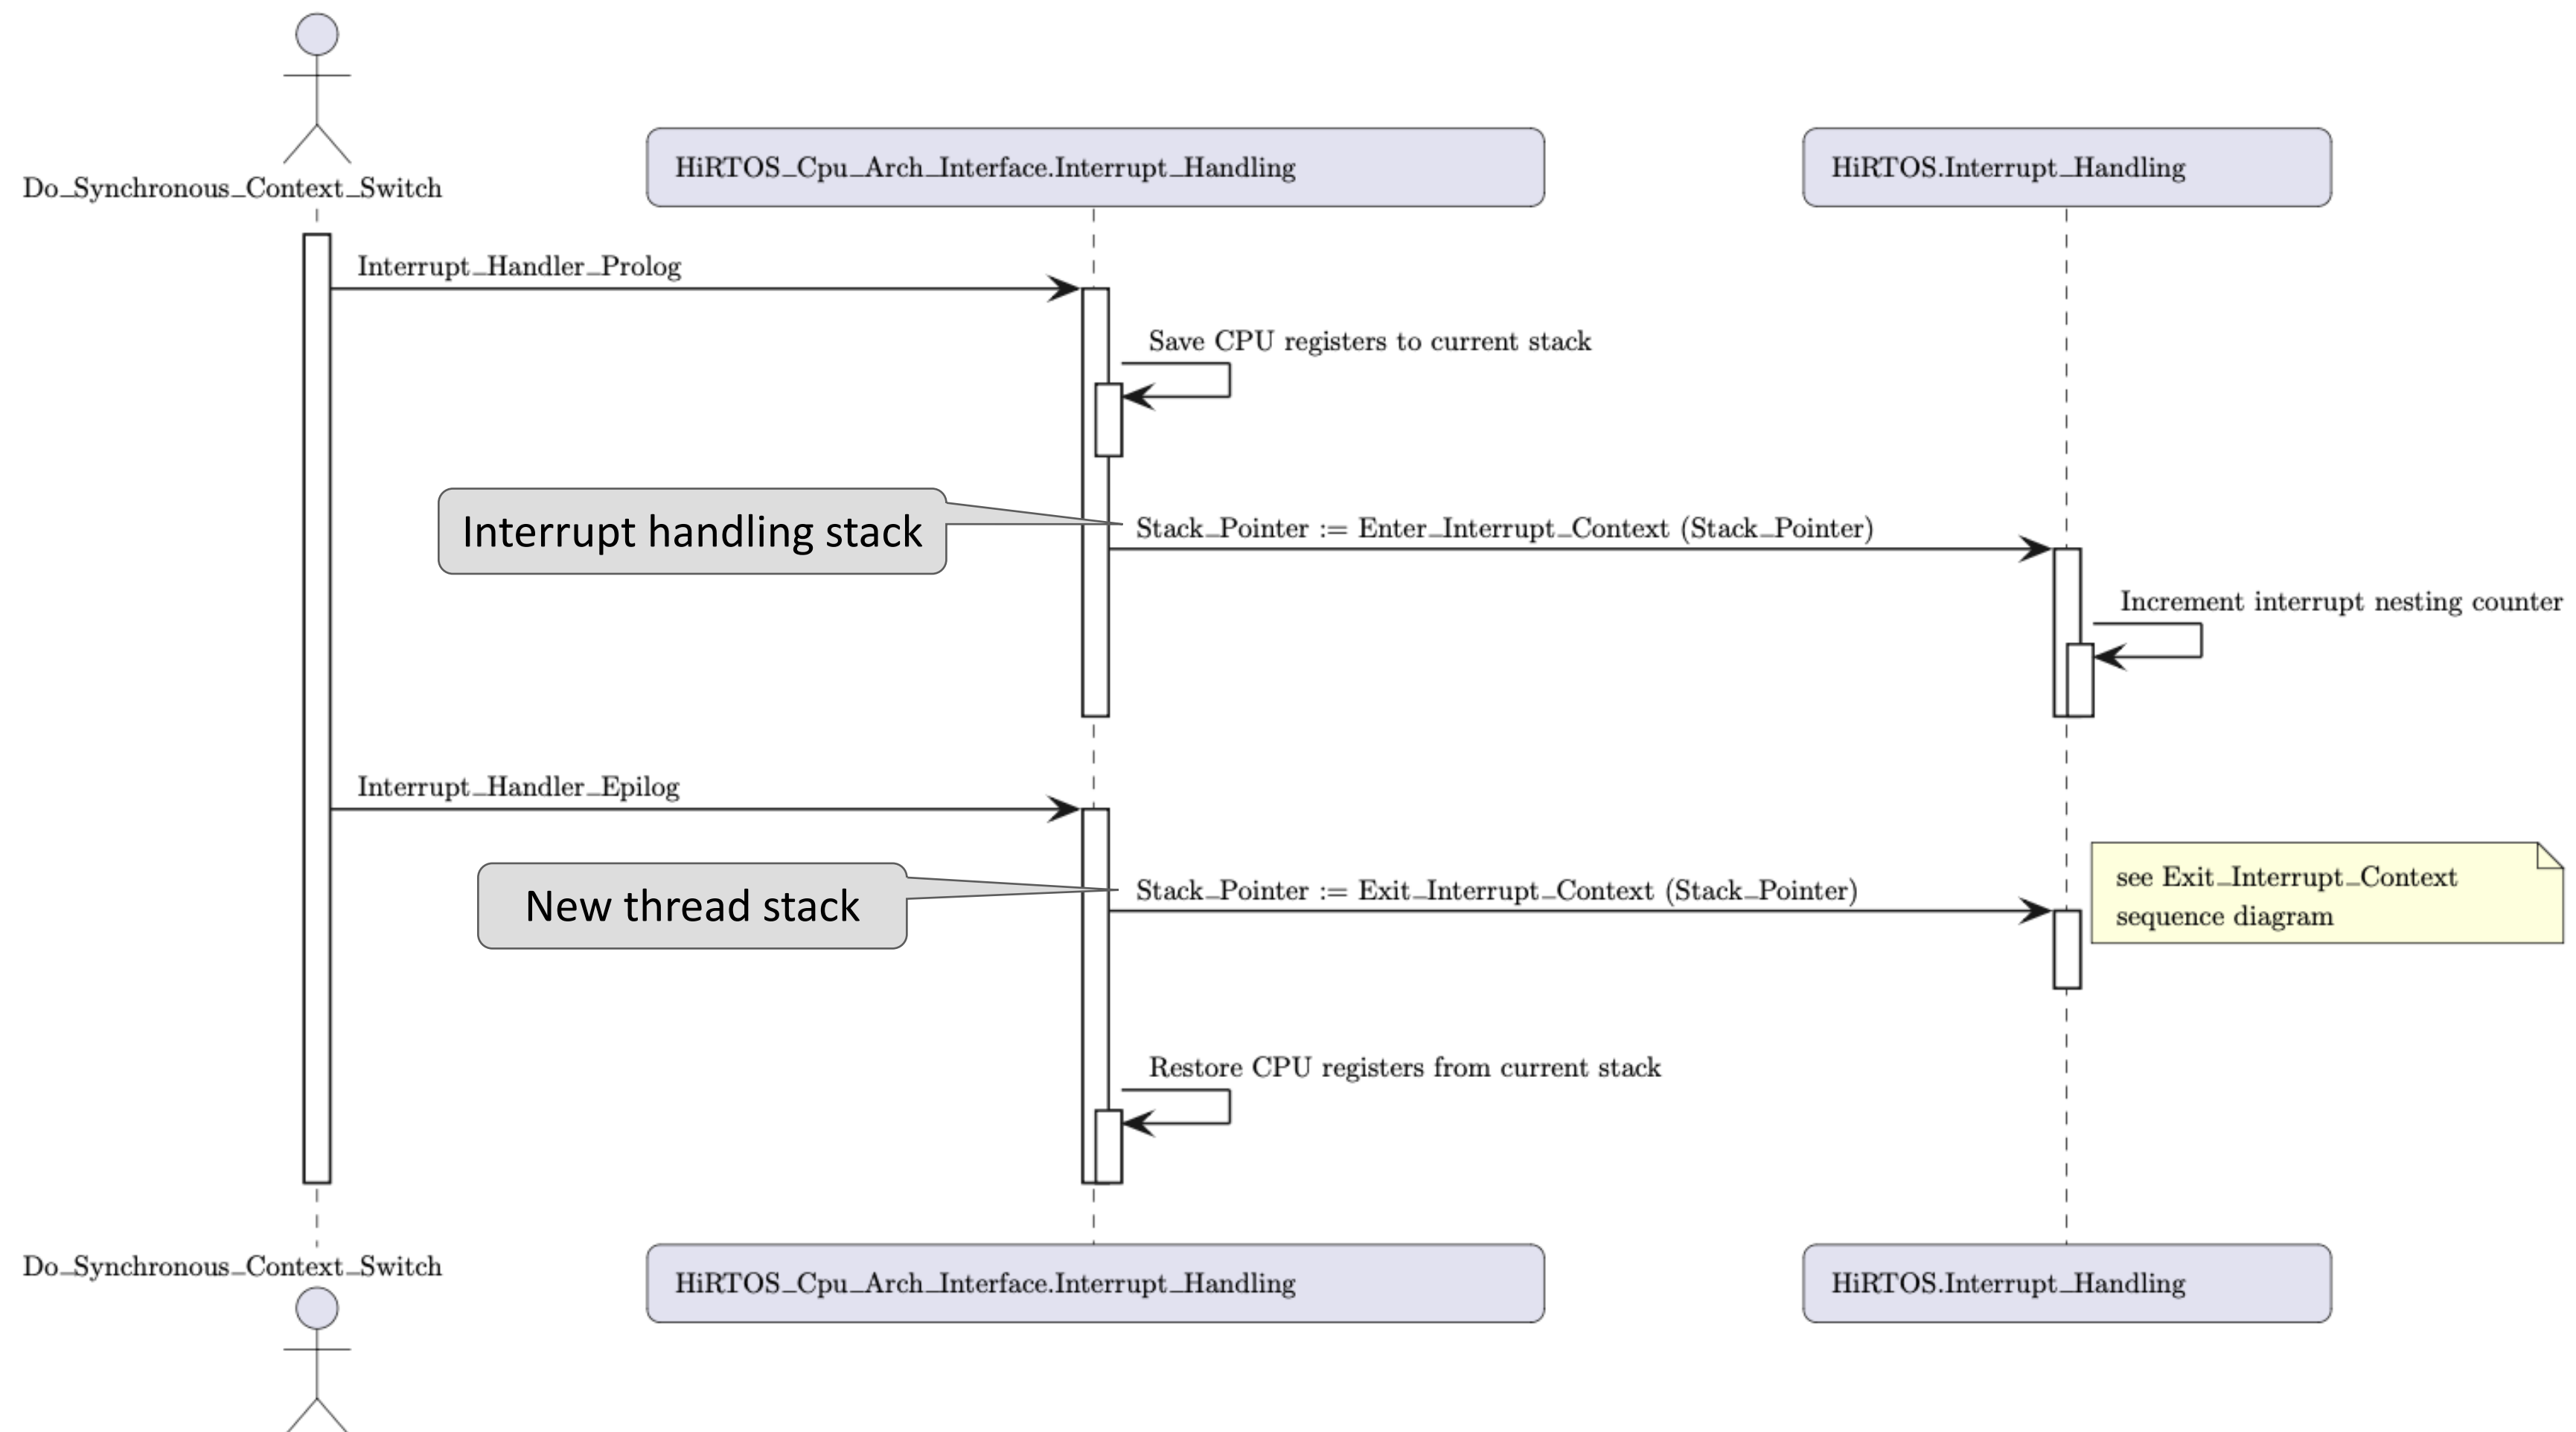 Do_Synchronous_Context_Switch
HiRTOS_Cpu_Arch_Interface.Interrupt_Handling
HiRTOS.Interrupt_Handling
Interrupt_Handler_Prolog
Save CPU registers to current stack
Interrupt handling stack
Stack_Pointer := Enter_Interrupt_Context (Stack_Pointer)
Increment interrupt nesting counter
Interrupt_Handler_Epilog
New thread stack
Stack_Pointer := Exit_Interrupt_Context (Stack_Pointer)
see Exit_Interrupt_Context
sequence diagram
Restore CPU registers from current stack
Do_Synchronous_Context_Switch
HiRTOS_Cpu_Arch_Interface.Interrupt_Handling
HiRTOS.Interrupt_Handling